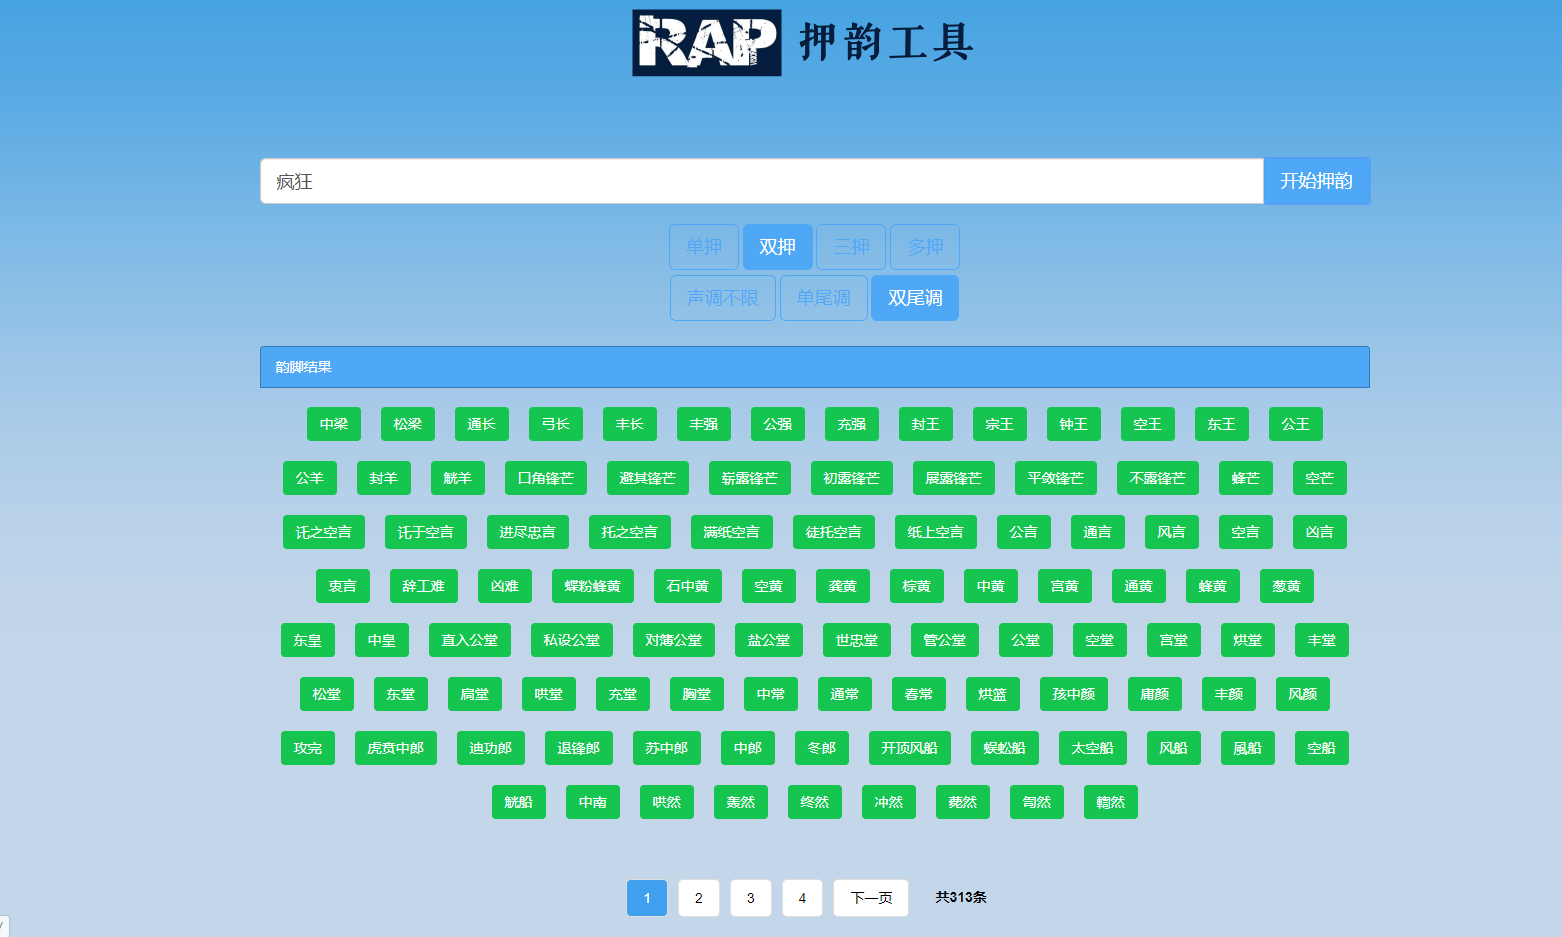 RAP 押韵工具
疯狂 开始押韵
单押 双押 三押 多押
声调不限 单尾调 双尾调
韵脚结果
中梁 松梁 通长 弓长 丰长 丰强 公强 充强 封王 宗王 钟王 空王 东王 公王
公羊 封羊 觥羊 口角锋芒 避其锋芒 崭露锋芒 初露锋芒 展露锋芒 平敛锋芒 不露锋芒 蜂芒 空芒
讬之空言 讬于空言 进尽忠言 托之空言 满纸空言 徒托空言 纸上空言 公言 通言 风言 空言 凶言
衷言 辞工难 凶难 蝶粉蜂黄 石中黄 空黄 龚黄 棕黄 中黄 宫黄 通黄 蜂黄 葱黄
东皇 中皇 直入公堂 私设公堂 对簿公堂 盐公堂 世忠堂 管公堂 公堂 空堂 宫堂 烘堂 丰堂
松堂 东堂 肩堂 哄堂 充堂 胸堂 中常 通常 舂常 烘篮 孩中颜 庸颜 丰颜 风颜
攻完 虎贲中郎 迪功郎 退锋郎 苏中郎 中郎 冬郎 开顶风船 蜈蚣船 太空船 风船 風船 空船
觥船 中南 哄然 轰然 终然 冲然 薨然 訇然 輷然
1 2 3 4 下一页 共313条